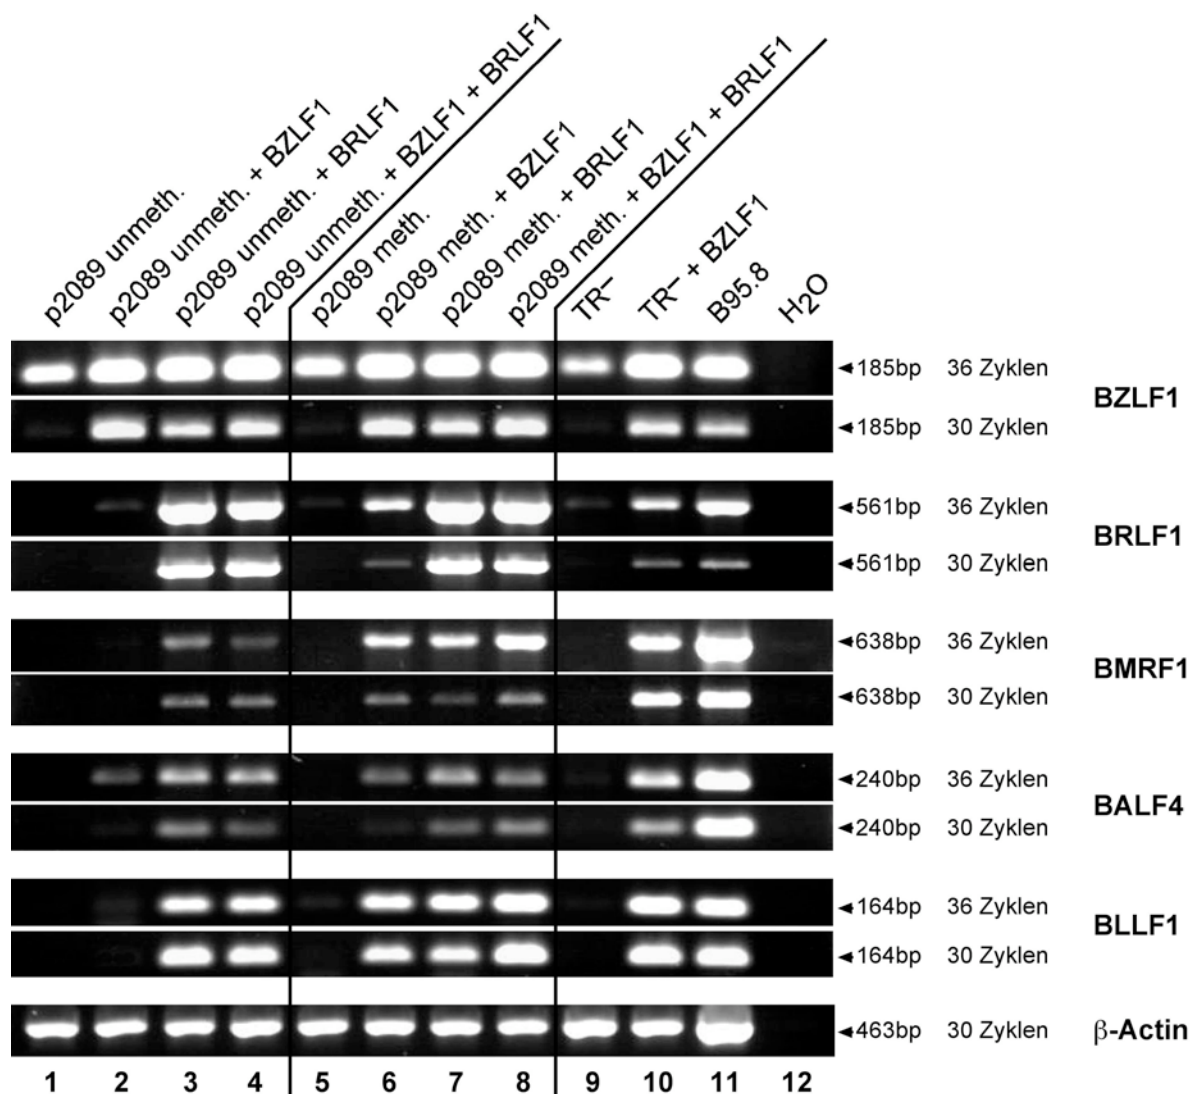 p2089 unmeth.
p2089 unmeth. + BZLF1
p2089 unmeth. + BRLF1
p2089 unmeth. + BZLF1 + BRLF1
p2089 meth.
p2089 meth. + BZLF1
p2089 meth. + BRLF1
p2089 meth. + BZLF1 + BRLF1
TR⁻
TR⁻ + BZLF1
B95.8
H₂O
185bp 36 Zyklen
BZLF1
185bp 30 Zyklen
561bp 36 Zyklen
BRLF1
561bp 30 Zyklen
638bp 36 Zyklen
BMRF1
638bp 30 Zyklen
240bp 36 Zyklen
BALF4
240bp 30 Zyklen
164bp 36 Zyklen
BLLF1
164bp 30 Zyklen
463bp 30 Zyklen β-Actin
1 2 3 4 5 6 7 8 9 10 11 12